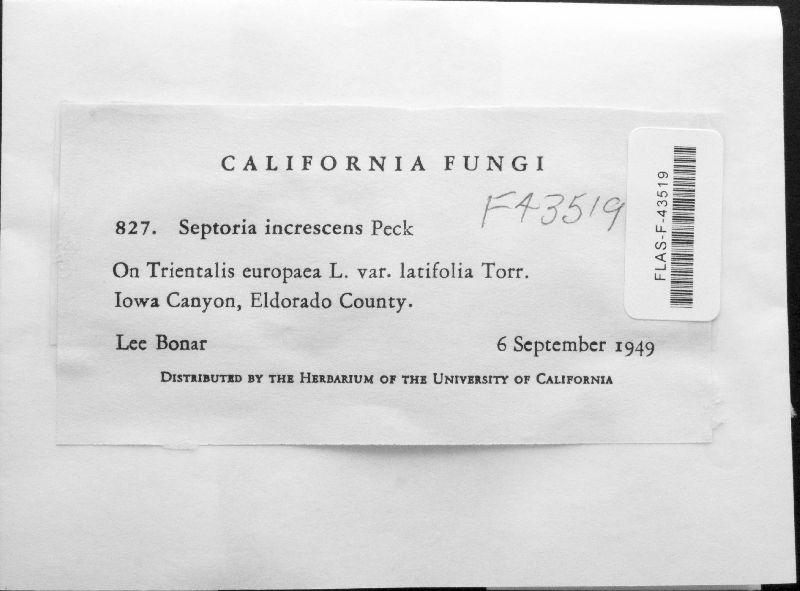 CALIFORNIA FUNGI
F43519
827. Septoria increscens Peck
On Trientalis europaea L. var. latifolia Torr.
Iowa Canyon, Eldorado County.
Lee Bonar 6 September 1949
DISTRIBUTED BY THE HERBARIUM OF THE UNIVERSITY OF CALIFORNIA
FLAS-F-43519